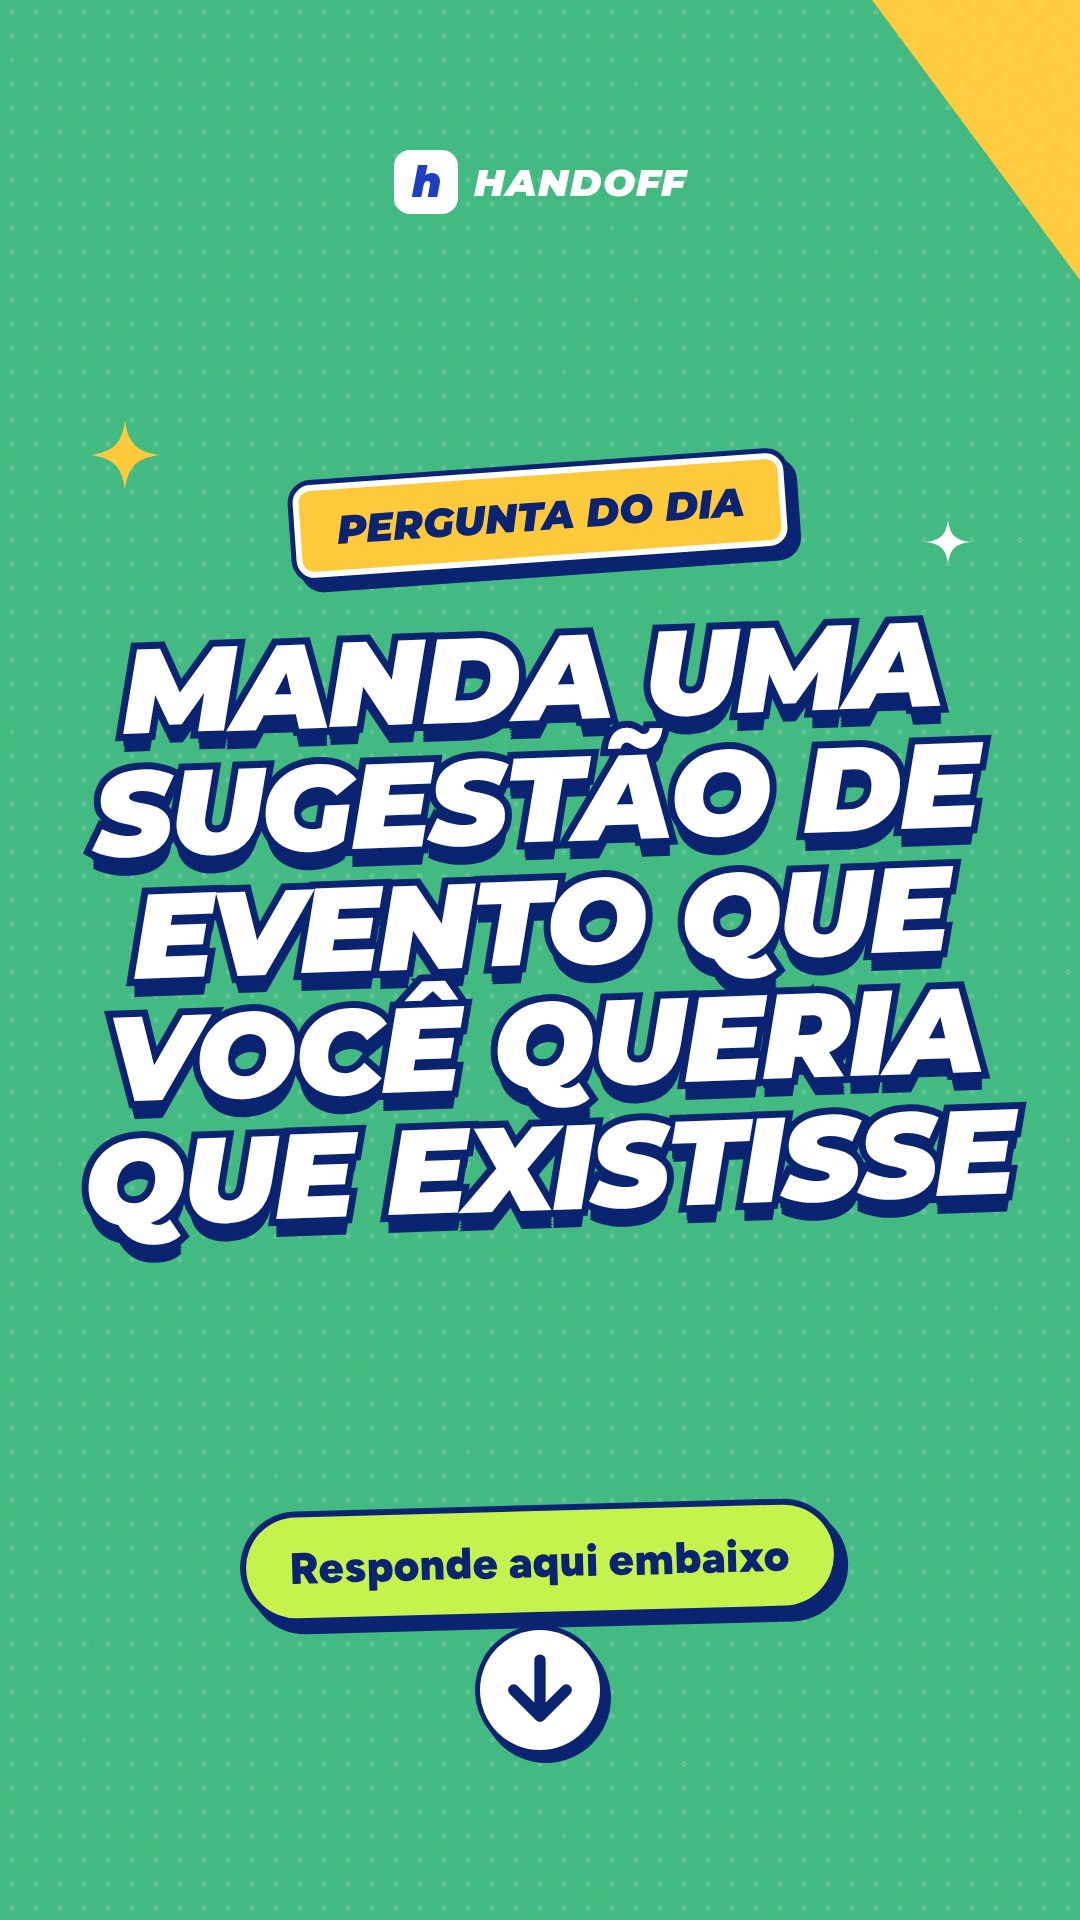 h HANDOFF
PERGUNTA DO DIA
MANDA UMA
SUGESTÃO DE
EVENTO QUE
VOCÊ QUERIA
QUE EXISTISSE
Responde aqui embaixo